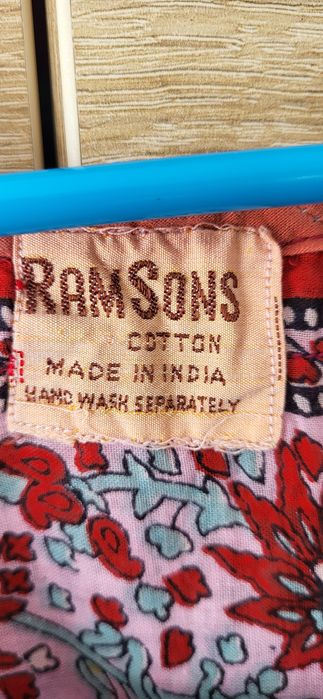 RAMSONS
COTTON
MADE IN INDIA
HAND WASH SEPARATELY